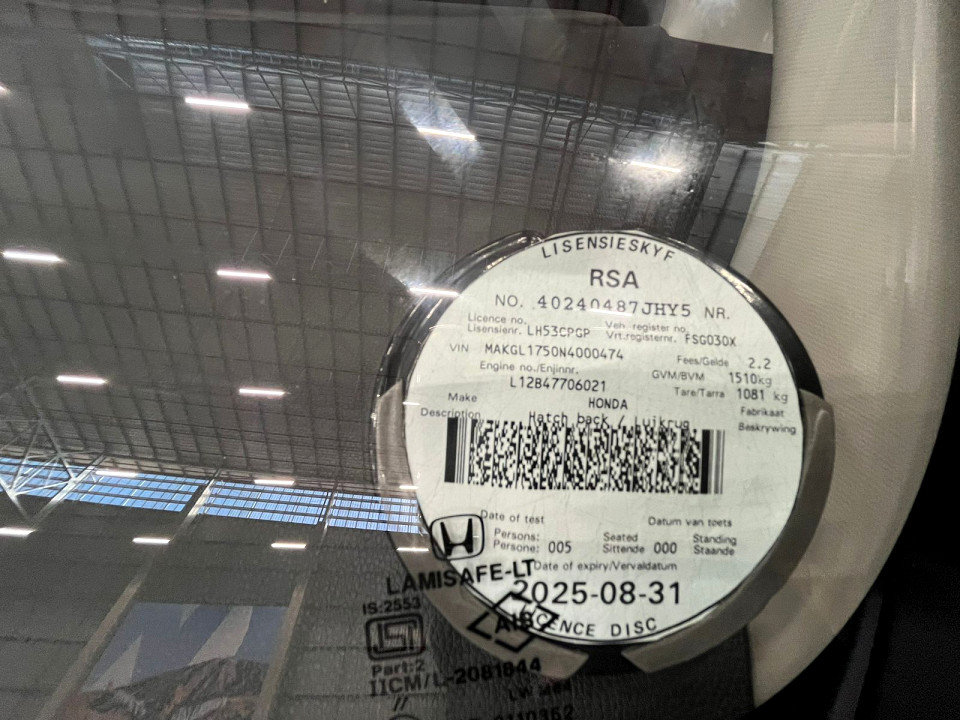 LISENSIESKYF
RSA
NO. 40240487JHY5 NR.
Licence no. Veh. register no.
Lisensienr. LH53CPGP Vrt.registernr. FSG030X
VIN MAKGL1750N4000474 Fees/Gelde 2.2
Engine no./Enjinnr. GVM/BVM 1510kg
L12B47706021 Tare/Tarra 1081 kg
Make HONDA Fabrikaat
Description Hatch back / Luikrug Beskrywing
Date of test Datum van toets
Persons: Seated Standing
Persone: 005 Sittende 000 Staande
Date of expiry/Vervaldatum
2025-08-31
LICENCE DISC
LAMISAFE-LT
IS:2553
AIS
Part:2
IICM/L-2081844
//